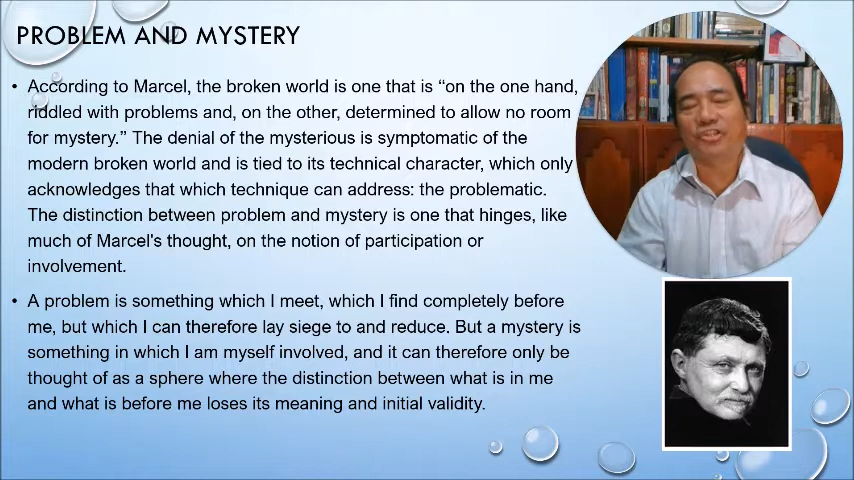 PROBLEM AND MYSTERY
• According to Marcel, the broken world is one that is “on the one hand,
riddled with problems and, on the other, determined to allow no room
for mystery.” The denial of the mysterious is symptomatic of the
modern broken world and is tied to its technical character, which only
acknowledges that which technique can address: the problematic.
The distinction between problem and mystery is one that hinges, like
much of Marcel's thought, on the notion of participation or
involvement.
• A problem is something which I meet, which I find completely before
me, but which I can therefore lay siege to and reduce. But a mystery is
something in which I am myself involved, and it can therefore only be
thought of as a sphere where the distinction between what is in me
and what is before me loses its meaning and initial validity.